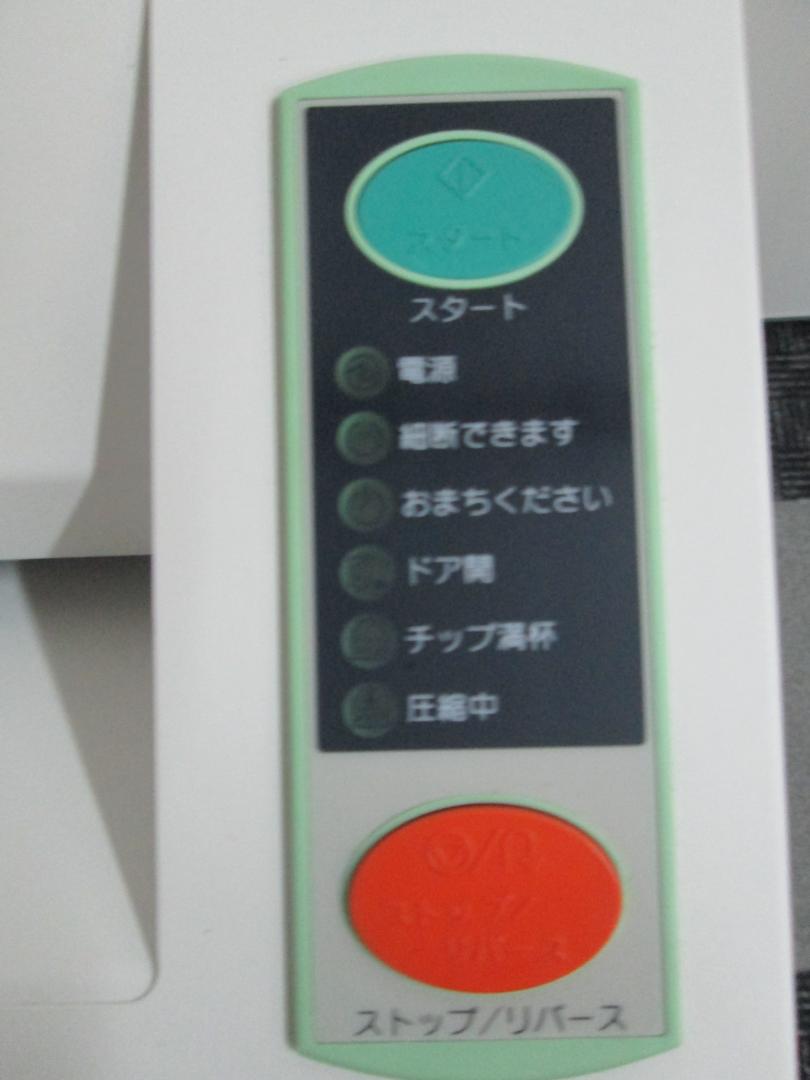 スタート
スタート
電源
細断できます
おまちください
ドア開
チップ満杯
圧縮中
ストップ/
リバース
ストップ/リバース